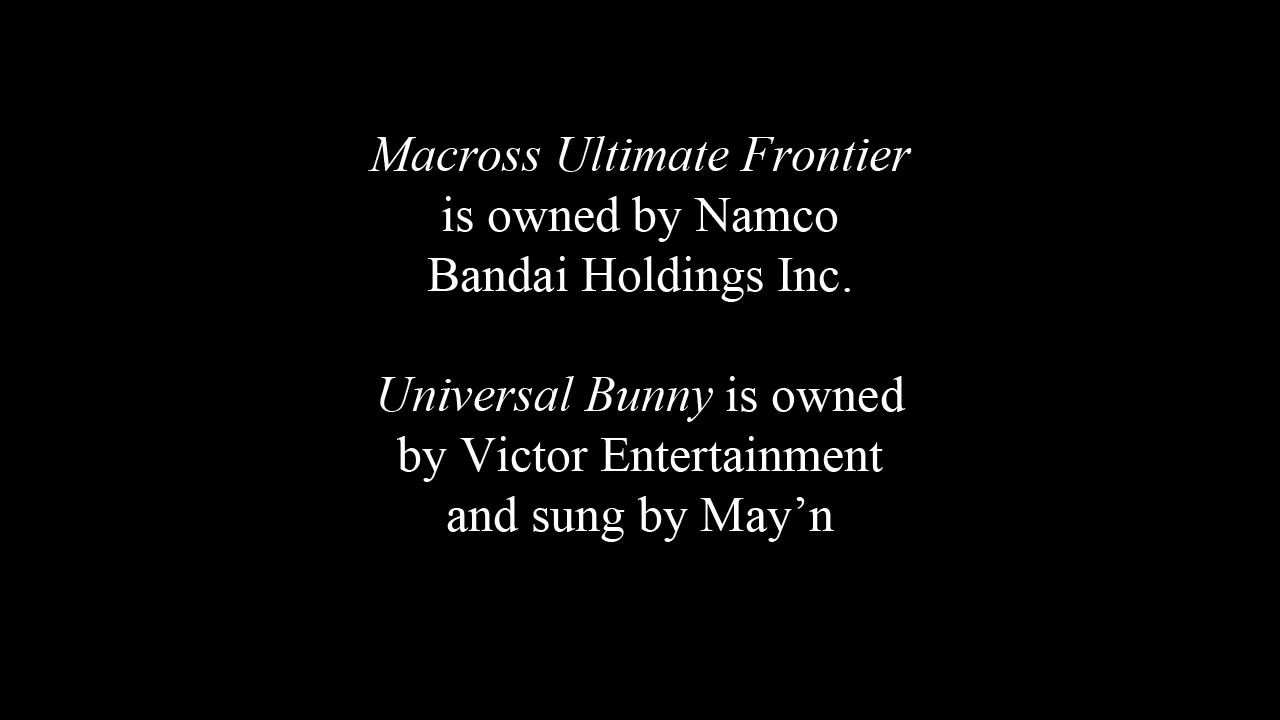 Macross Ultimate Frontier
is owned by Namco
Bandai Holdings Inc.
Universal Bunny is owned
by Victor Entertainment
and sung by May’n